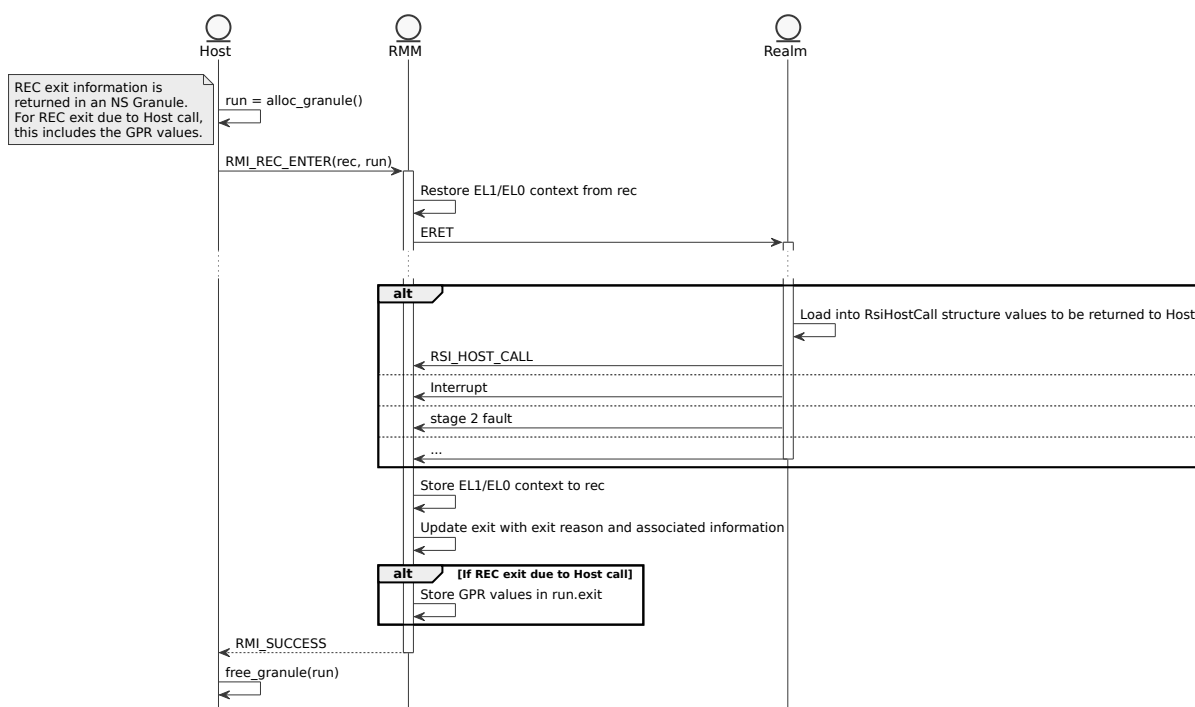 Host
RMM
Realm
REC exit information is
returned in an NS Granule.
For REC exit due to Host call,
this includes the GPR values.
run = alloc_granule()
RMI_REC_ENTER(rec, run)
Restore EL1/EL0 context from rec
ERET
alt
Load into RsiHostCall structure values to be returned to Host
RSI_HOST_CALL
Interrupt
stage 2 fault
...
Store EL1/EL0 context to rec
Update exit with exit reason and associated information
alt [If REC exit due to Host call]
Store GPR values in run.exit
RMI_SUCCESS
free_granule(run)